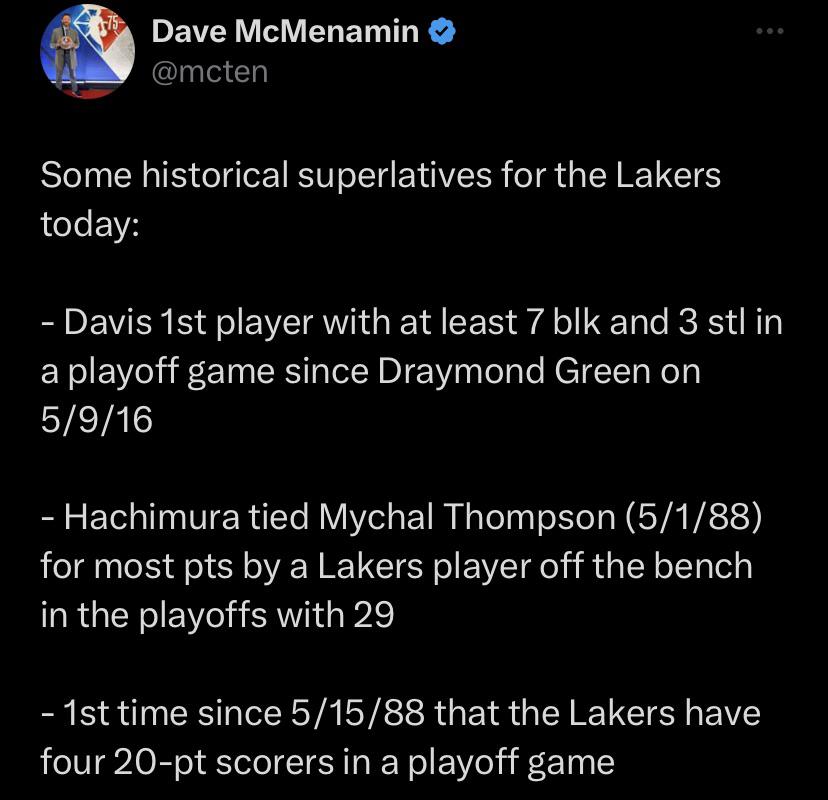 Dave McMenamin
@mcten
Some historical superlatives for the Lakers
today:
- Davis 1st player with at least 7 blk and 3 stl in
a playoff game since Draymond Green on
5/9/16
- Hachimura tied Mychal Thompson (5/1/88)
for most pts by a Lakers player off the bench
in the playoffs with 29
- 1st time since 5/15/88 that the Lakers have
four 20-pt scorers in a playoff game